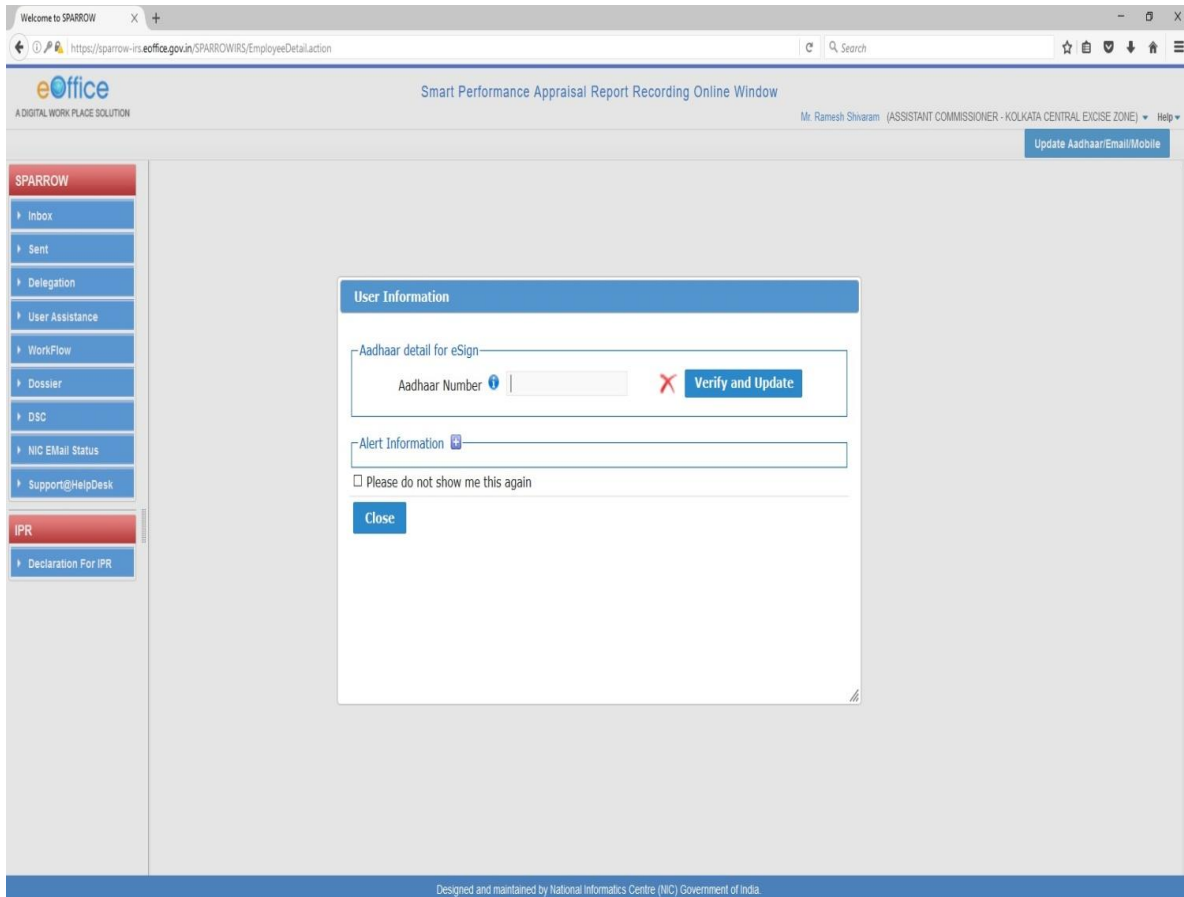 Welcome to SPARROW
https://sparrow-irs.eoffice.gov.in/SPARROWIRS/EmployeeDetail.action
Search
eOffice
A DIGITAL WORK PLACE SOLUTION
Smart Performance Appraisal Report Recording Online Window
Mr. Ramesh Shivaram (ASSISTANT COMMISSIONER - KOLKATA CENTRAL EXCISE ZONE) Help
Update Aadhaar/Email/Mobile
SPARROW
Inbox
Sent
Delegation
User Assistance
WorkFlow
Dossier
DSC
NIC EMail Status
Support@HelpDesk
IPR
Declaration For IPR
User Information
Aadhaar detail for eSign
Aadhaar Number
Verify and Update
Alert Information
Please do not show me this again
Close
Designed and maintained by National Informatics Centre (NIC) Government of India.